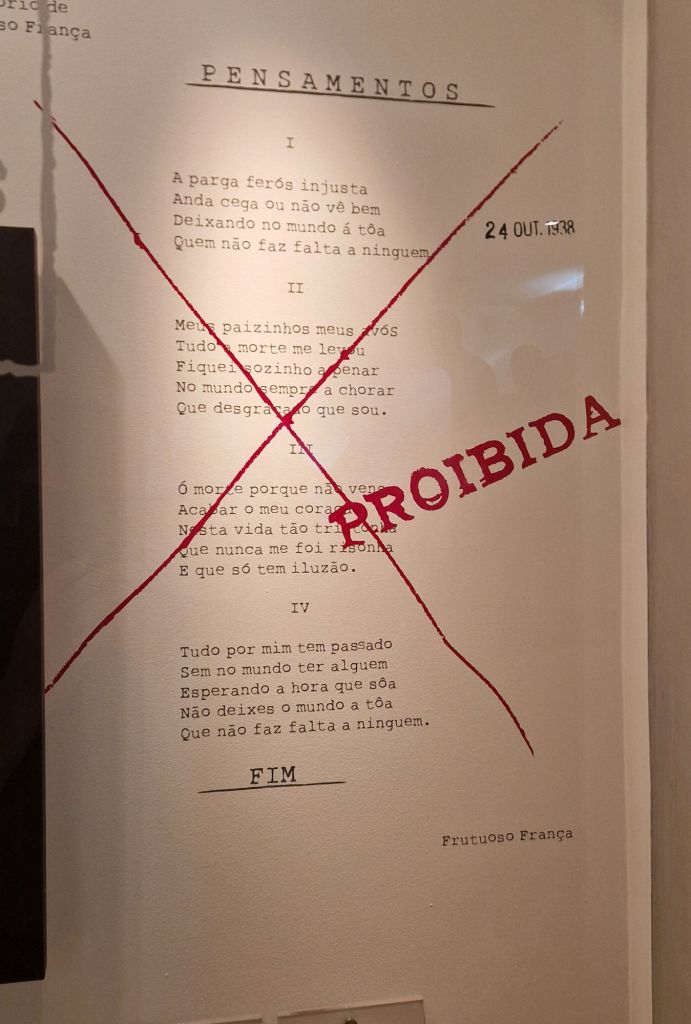 de
so França
PENSAMENTOS
I
A parga ferós injusta
Anda cega ou não vê bem
Deixando no mundo á tôa
Quem não faz falta a ninguem
24 OUT. 1938
II
Meus paizinhos meus avós
Tudo a morte me levou
Fiquei sozinho a penar
No mundo sempre a chorar
Que desgraçado que sou.
III
Ó morte porque não vens
Acabar o meu coração
Nesta vida tão tristonha
Que nunca me foi risonha
E que só tem iluzão.
PROIBIDA
IV
Tudo por mim tem passado
Sem no mundo ter alguem
Esperando a hora que sôa
Não deixes o mundo a tôa
Que não faz falta a ninguem.
FIM
Frutuoso França